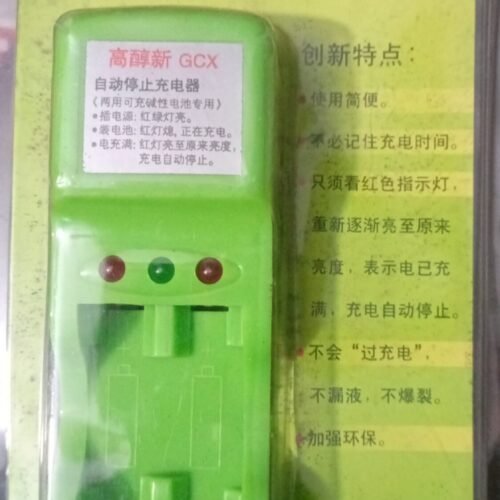 高醇新 GCX
自动停止充电器
(两用可充碱性电池专用)
•插电源:红绿灯亮。
•装电池:红灯熄,正在充电。
•电充满:红灯亮至原来亮度,
充电自动停止。
创新特点:
•使用简便。
•不必记住充电时间。
•只须看红色指示灯,
重新逐渐亮至原来
亮度,表示电已充
满,充电自动停止。
•不会“过充电”,
不漏液,不爆裂。
•加强环保。